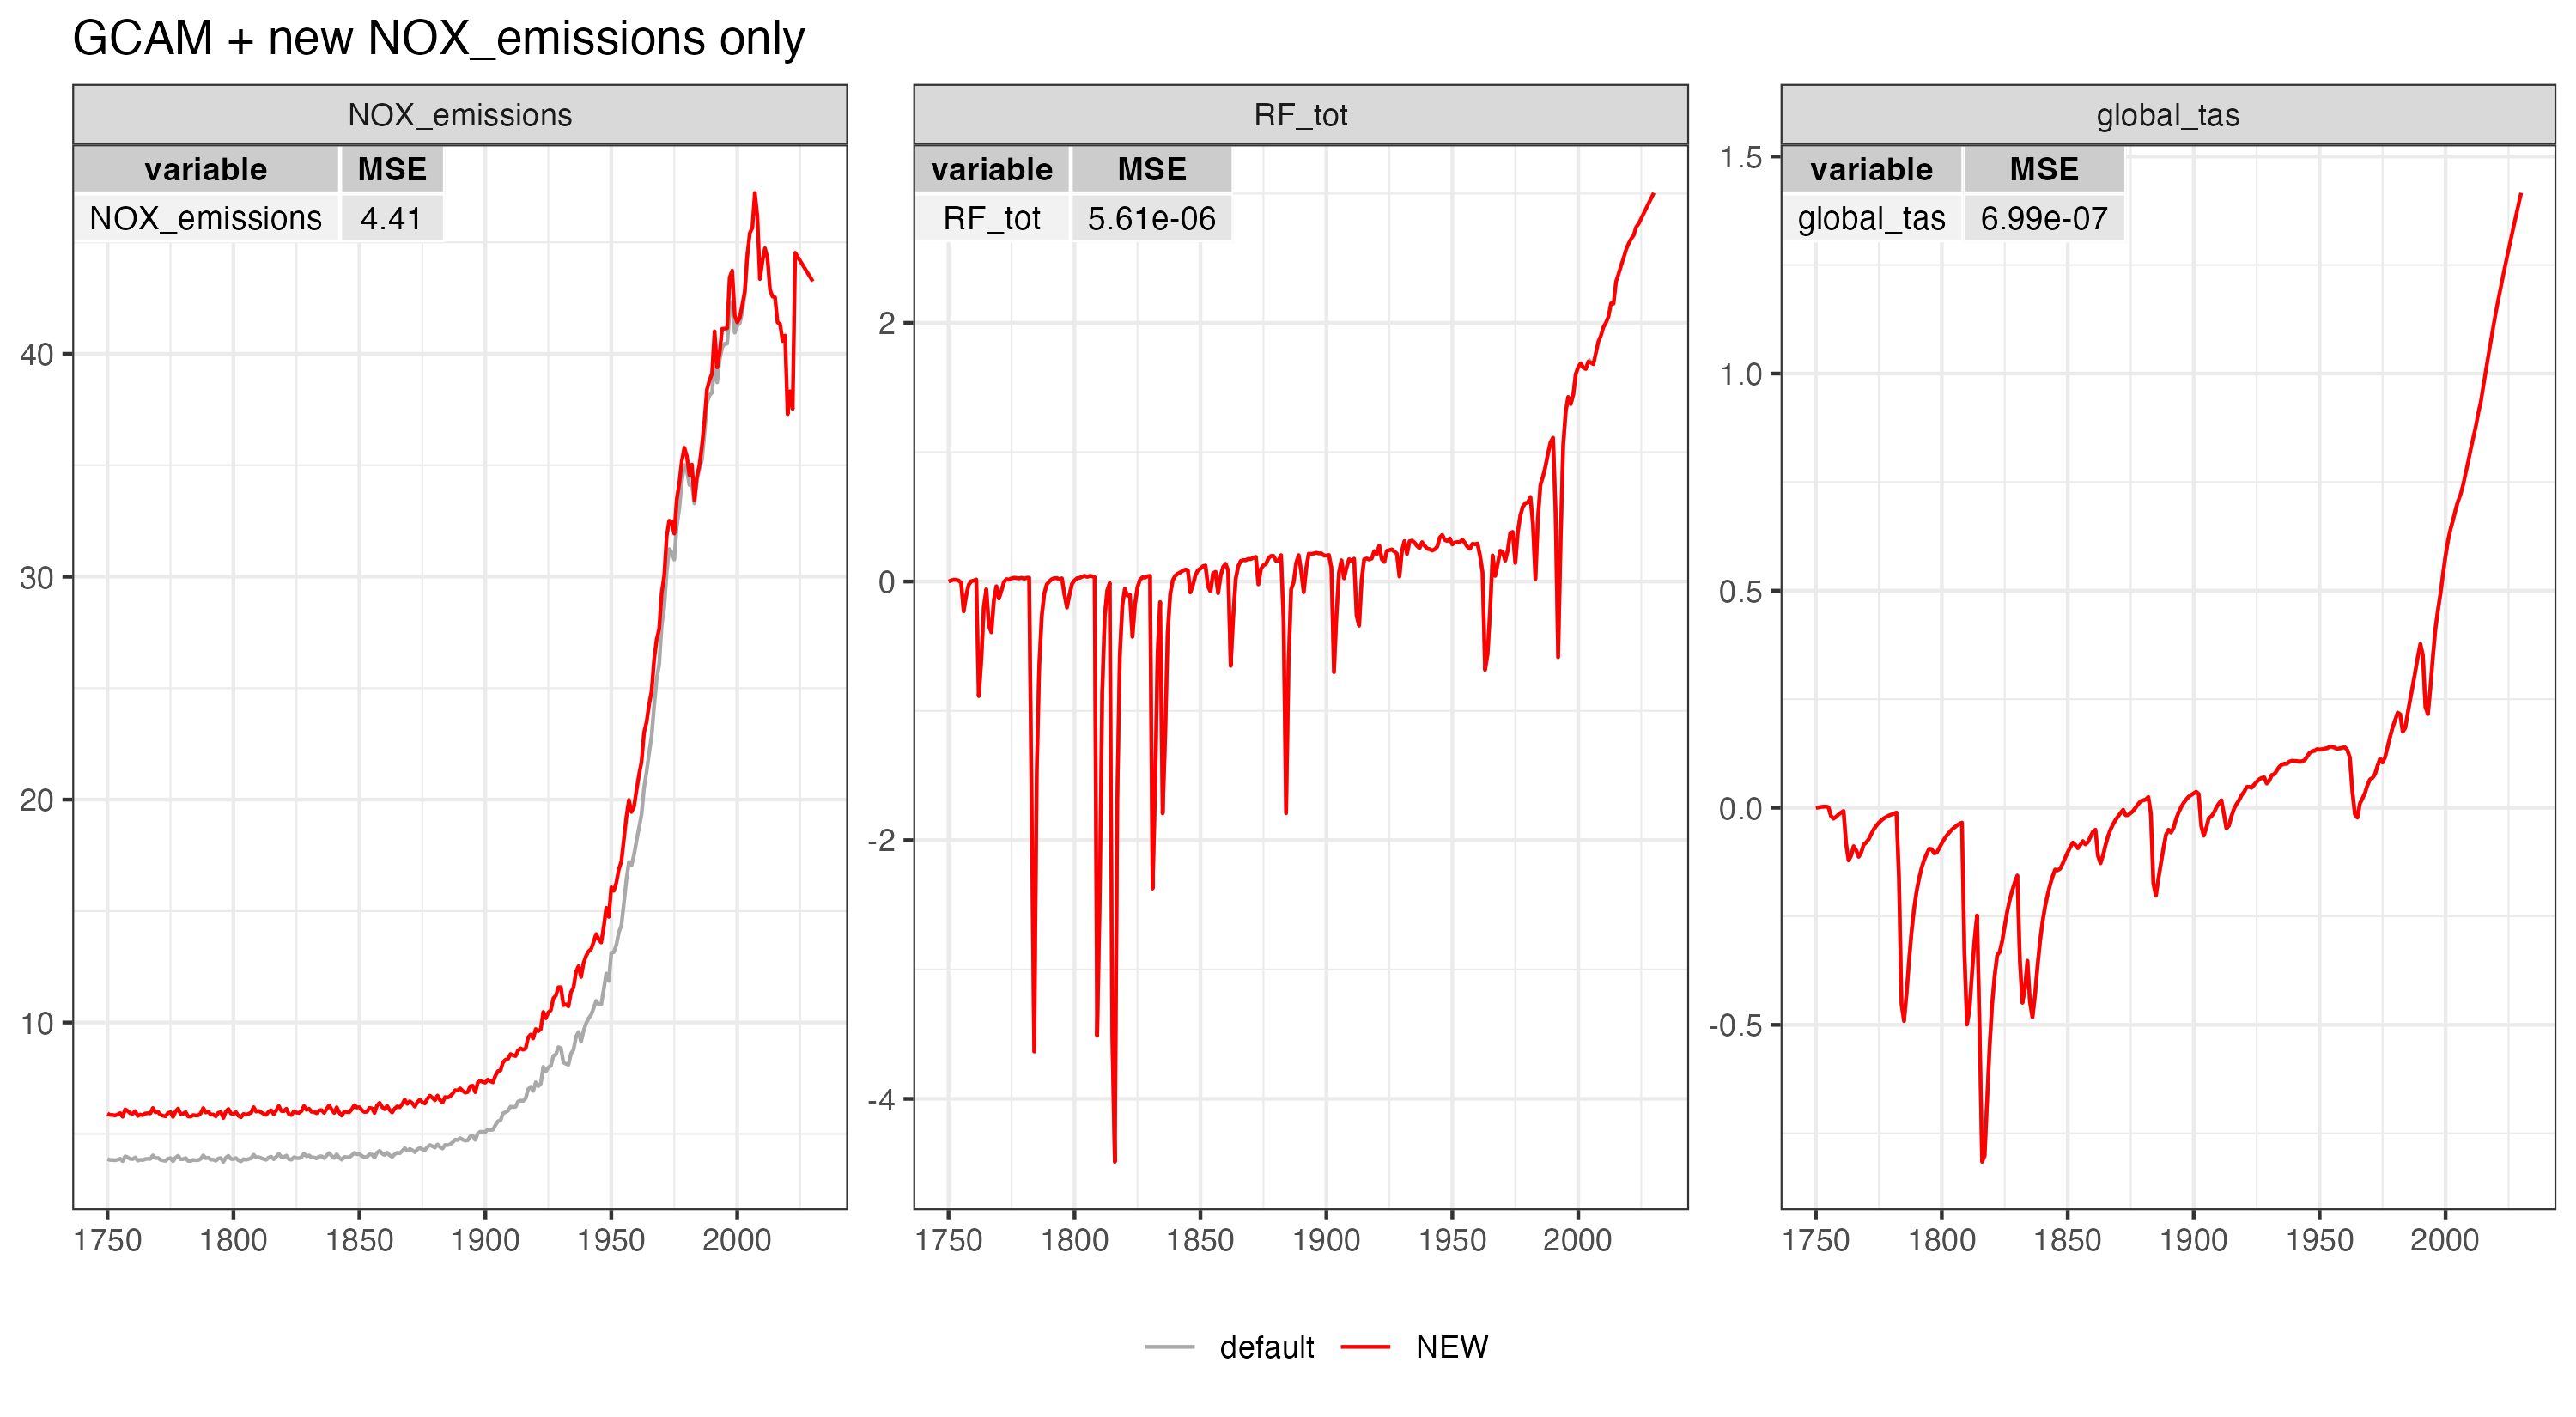 GCAM + new NOX_emissions only
NOX_emissions
variable MSE
NOX_emissions 4.41
40
30
20
10
1750 1800 1850 1900 1950 2000
RF_tot
variable MSE
RF_tot 5.61e-06
2
0
-2
-4
1750 1800 1850 1900 1950 2000
global_tas
variable MSE
global_tas 6.99e-07
1.5
1.0
0.5
0.0
-0.5
1750 1800 1850 1900 1950 2000
default NEW